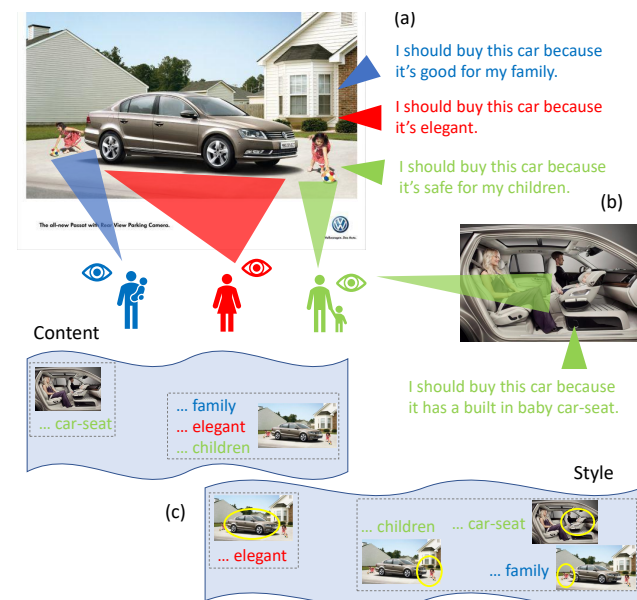 (a)
I should buy this car because
it's good for my family.
I should buy this car because
it's elegant.
I should buy this car because
it's safe for my children.
(b)
The all-new Passat with Rear View Parking Camera.
Volkswagen. Das Auto.
Content
I should buy this car because
it has a built in baby car-seat.
... car-seat
... family
... elegant
... children
Style
(c)
... elegant
... children
... car-seat
... family